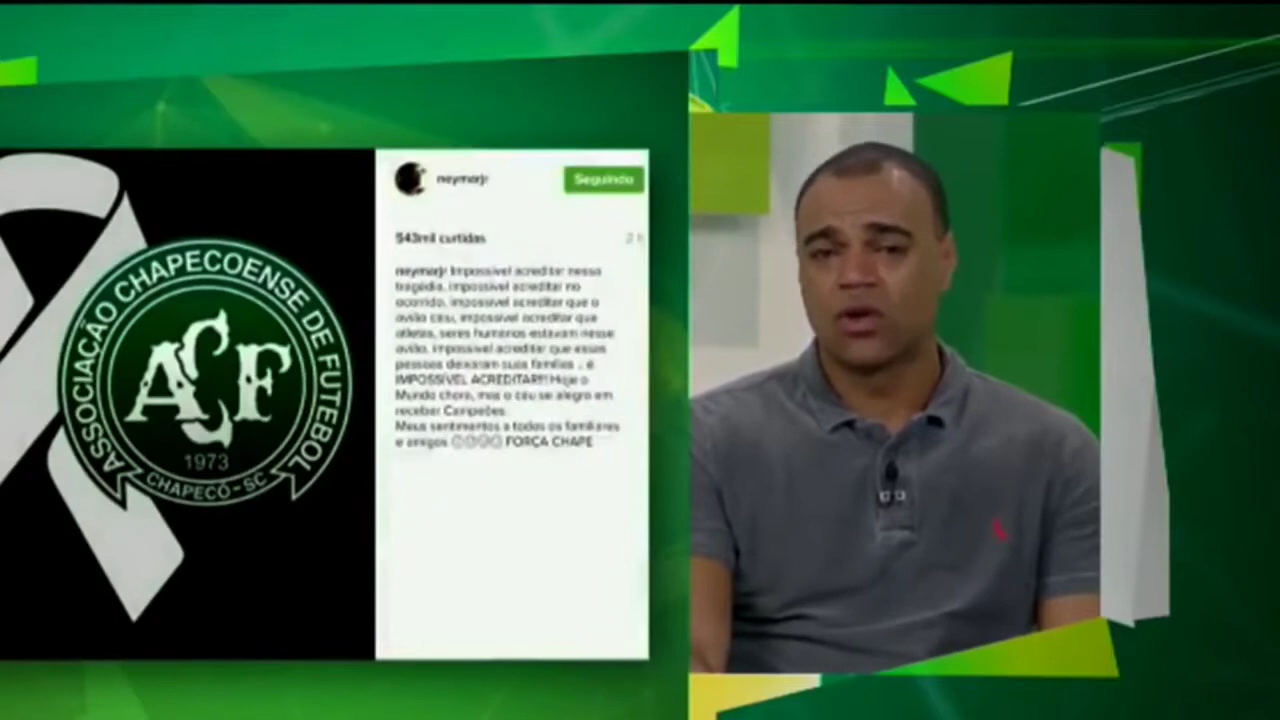 ASSOCIAÇÃO CHAPECOENSE DE FUTEBOL
ACF
1973
CHAPECÓ - SC
neymarjr
Seguindo
543mil curtidas
neymarjr Impossível acreditar nessa
tragédia, impossível acreditar no
ocorrido, impossível acreditar que o
avião caiu, impossível acreditar que
atletas, seres humanos estavam nesse
avião, impossível acreditar que essas
pessoas deixaram suas famílias .. é
IMPOSSÍVEL ACREDITAR!!! Hoje o
Mundo chora, mas o céu se alegra em
receber Campeões.
Meus sentimentos a todos os familiares
e amigos FORÇA CHAPE